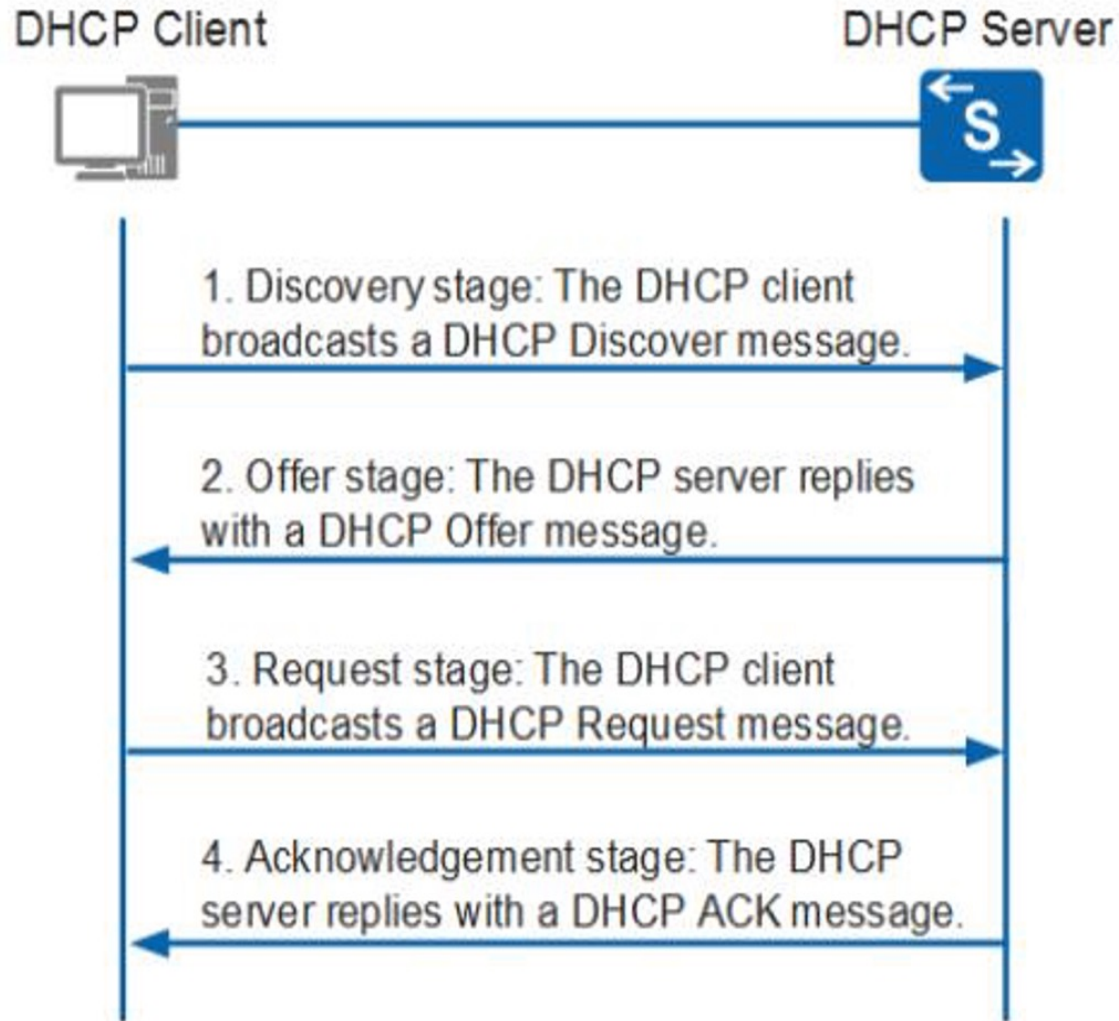 DHCP Client
DHCP Server
S
1. Discovery stage: The DHCP client
broadcasts a DHCP Discover message.
2. Offer stage: The DHCP server replies
with a DHCP Offer message.
3. Request stage: The DHCP client
broadcasts a DHCP Request message.
4. Acknowledgement stage: The DHCP
server replies with a DHCP ACK message.